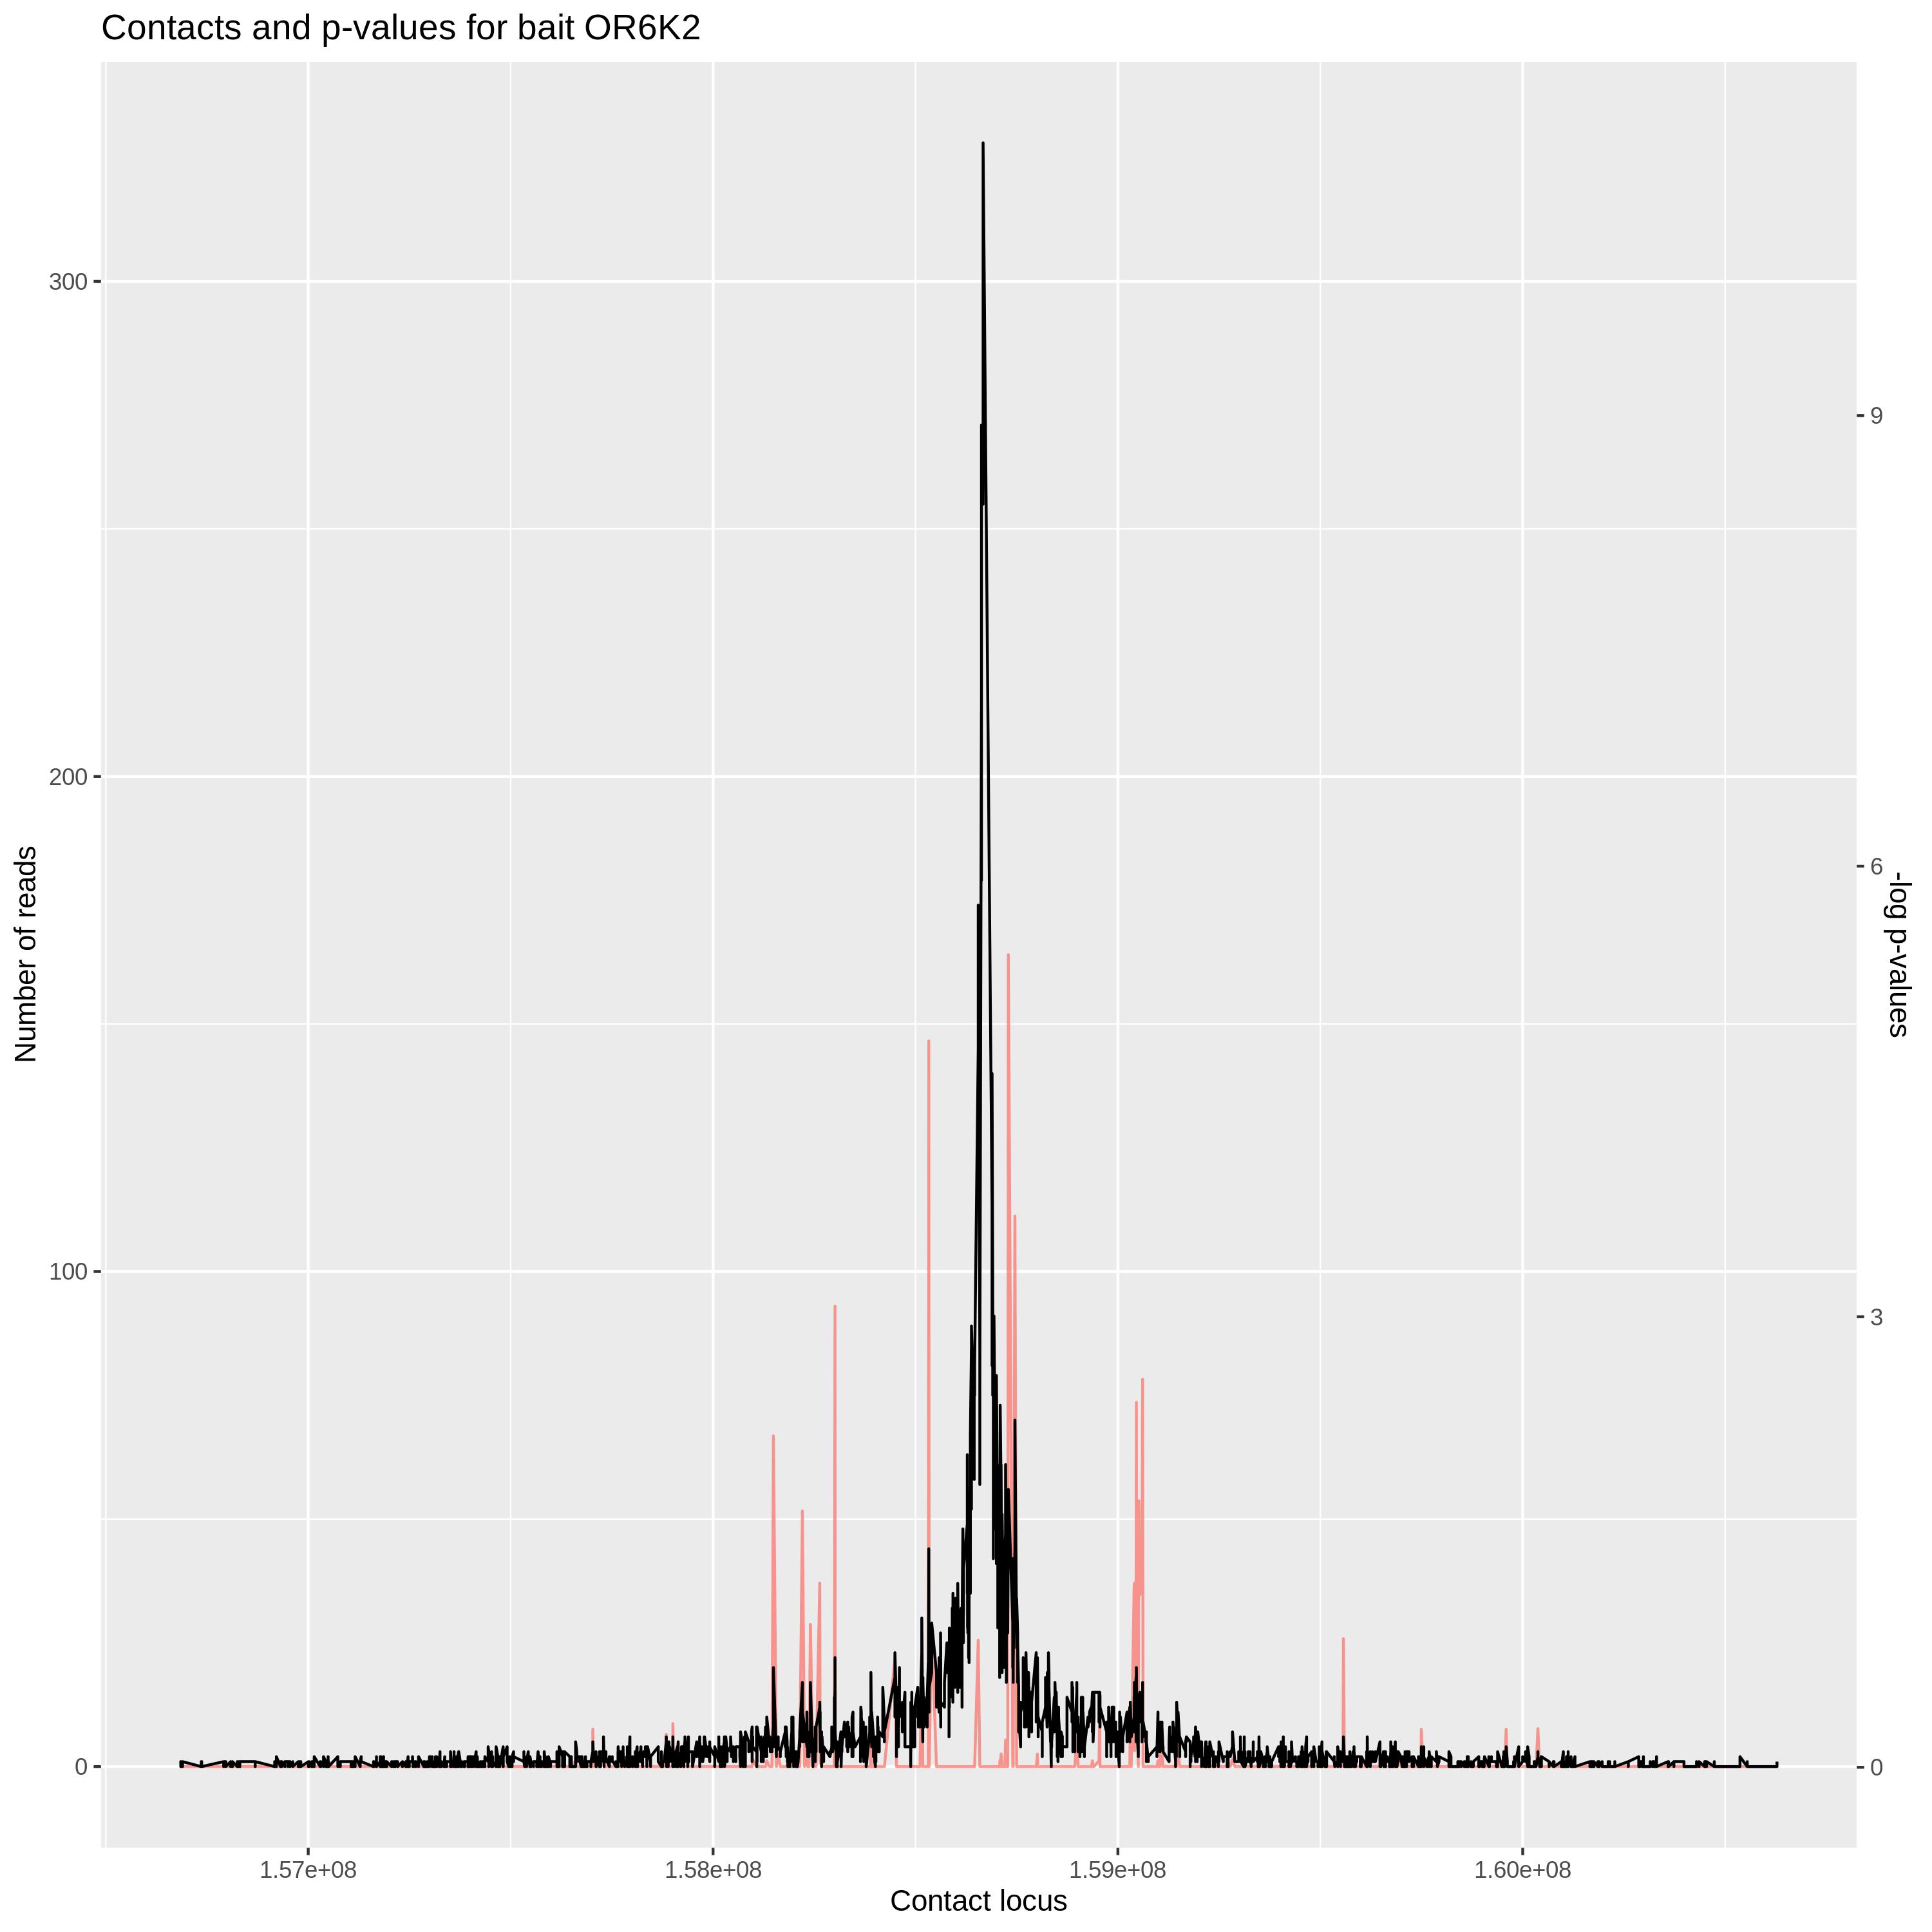 Contacts and p-values for bait OR6K2
300
200
100
0
Number of reads
9
6
3
0
-log p-values
1.57e+08
1.58e+08
1.59e+08
1.60e+08
Contact locus